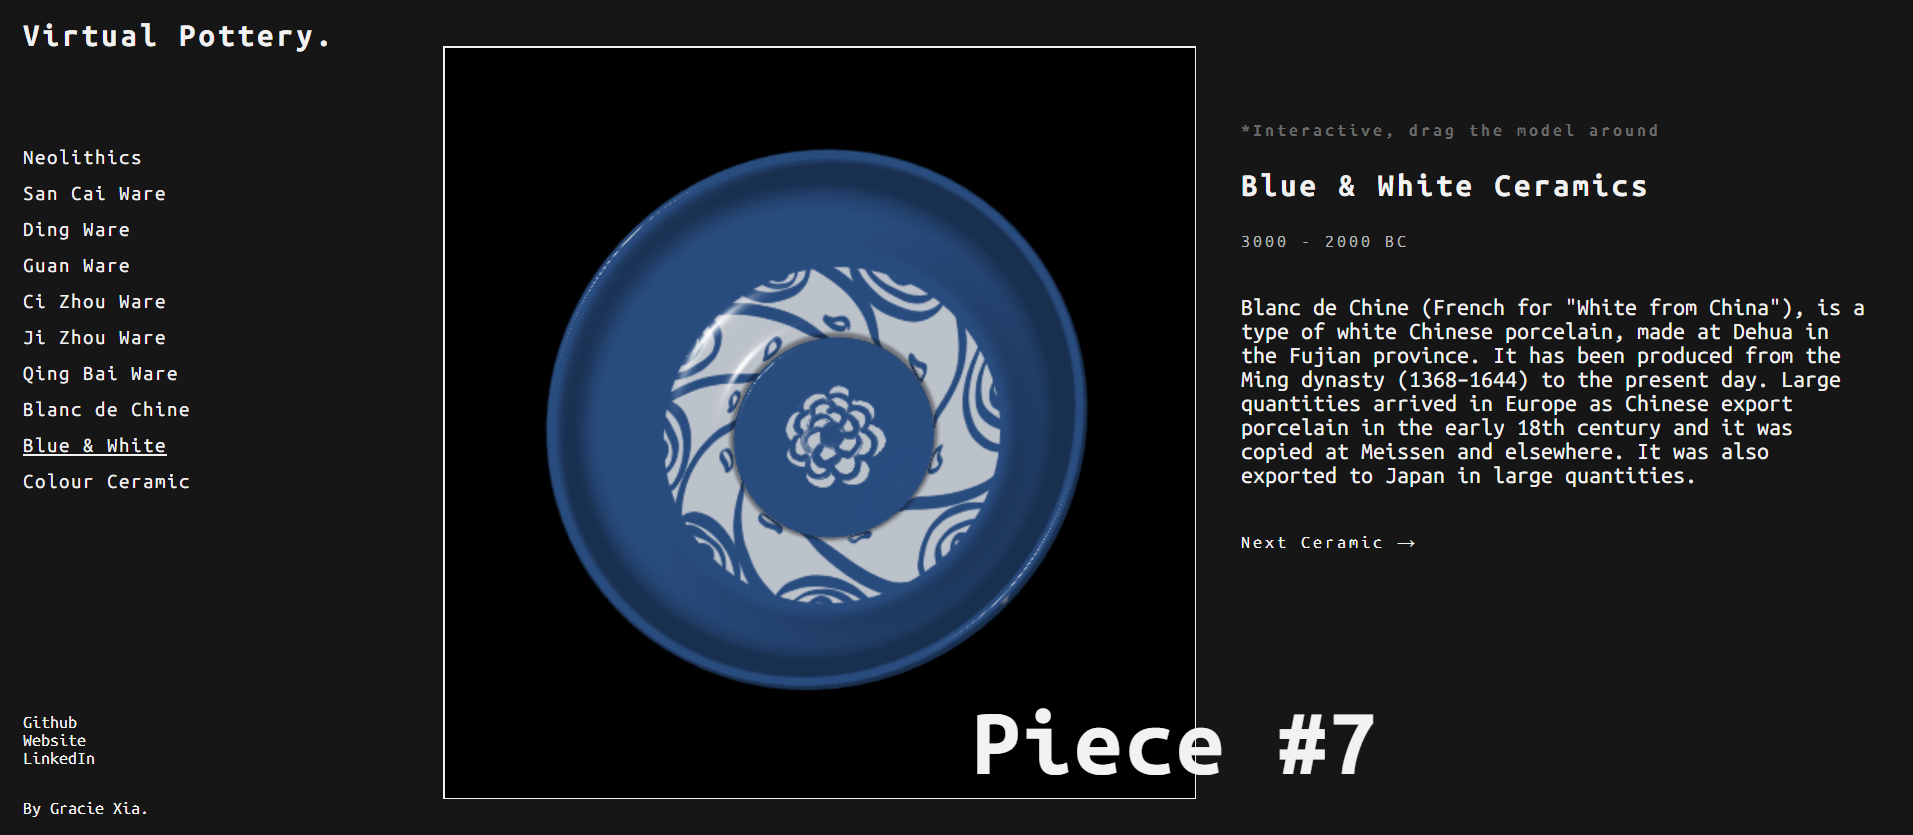 Virtual Pottery.
Neolithics
San Cai Ware
Ding Ware
Guan Ware
Ci Zhou Ware
Ji Zhou Ware
Qing Bai Ware
Blanc de Chine
Blue & White
Colour Ceramic
Github
Website
LinkedIn
By Gracie Xia.
*Interactive, drag the model around
Blue & White Ceramics
3000 - 2000 BC
Blanc de Chine (French for "White from China"), is a
type of white Chinese porcelain, made at Dehua in
the Fujian province. It has been produced from the
Ming dynasty (1368–1644) to the present day. Large
quantities arrived in Europe as Chinese export
porcelain in the early 18th century and it was
copied at Meissen and elsewhere. It was also
exported to Japan in large quantities.
Next Ceramic →
Piece #7